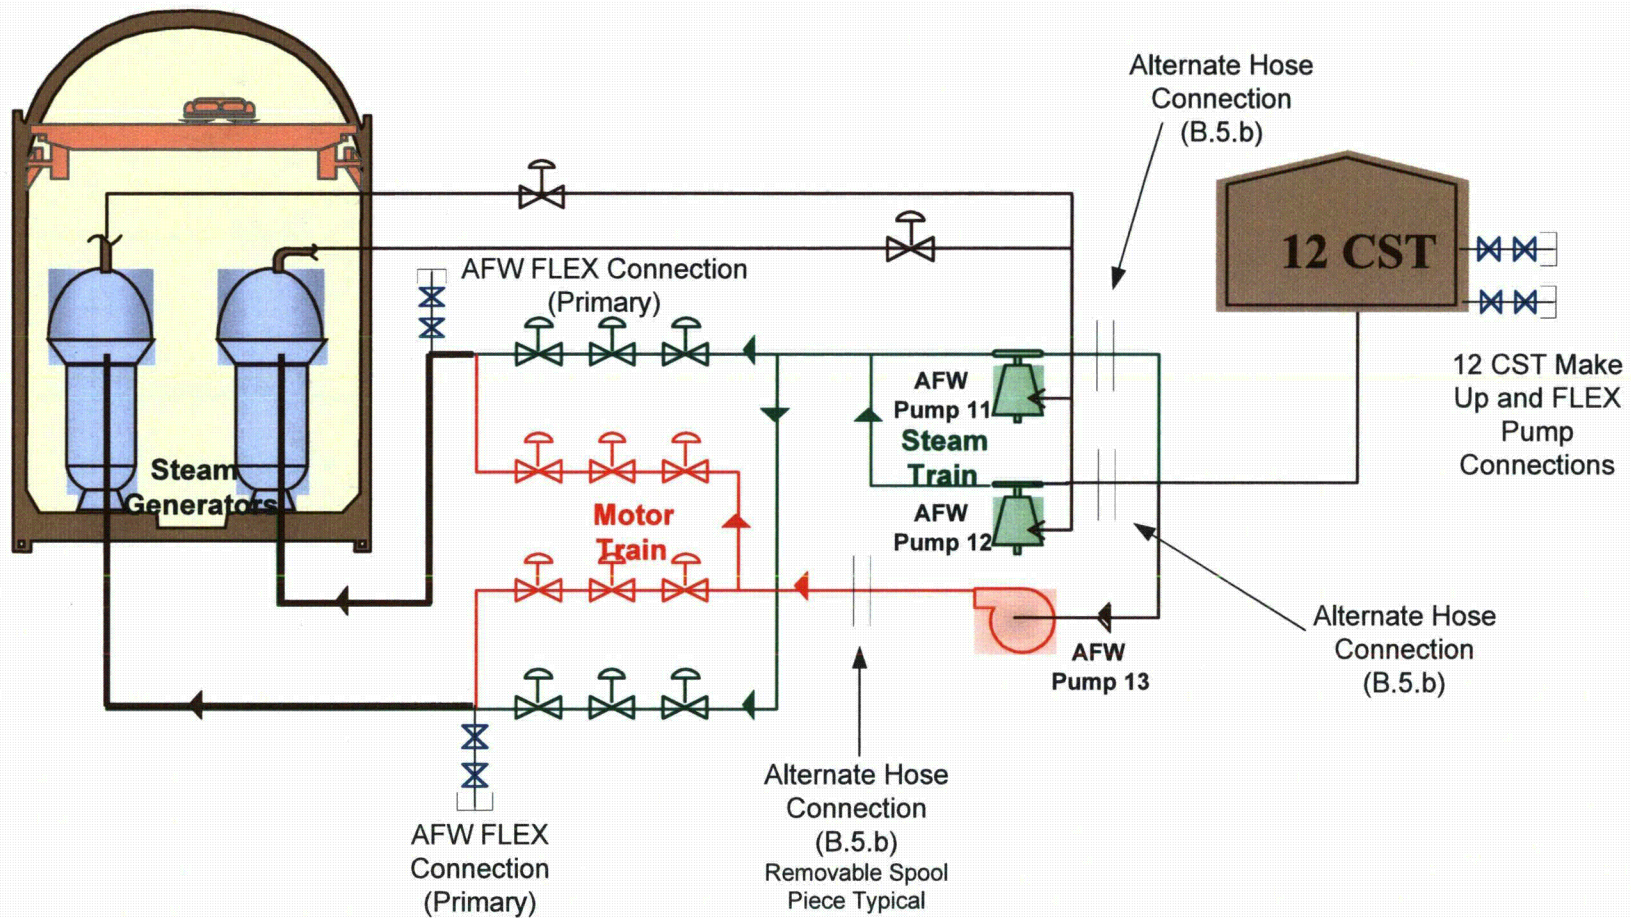 Alternate Hose
Connection
(B.5.b)
12 CST
AFW FLEX Connection
(Primary)
12 CST Make
Up and FLEX
Pump
Connections
AFW
Pump 11
Steam
Train
AFW
Pump 12
Steam
Generators
Motor
Train
Alternate Hose
Connection
(B.5.b)
AFW
Pump 13
Alternate Hose
Connection
(B.5.b)
Removable Spool
Piece Typical
AFW FLEX
Connection
(Primary)